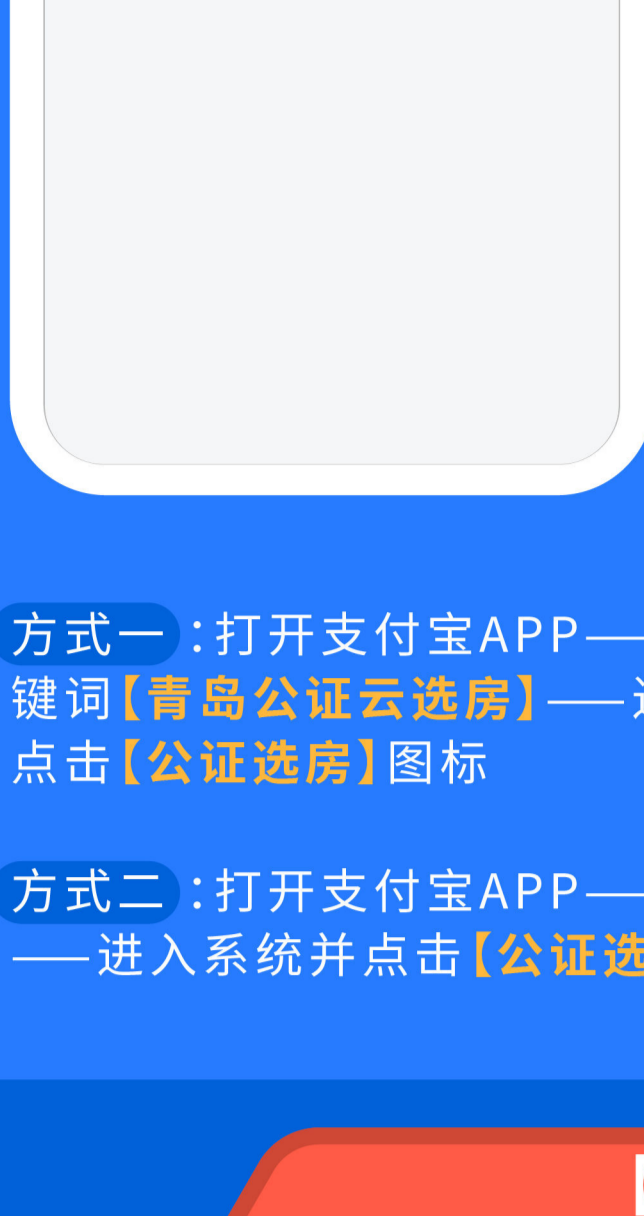 方式一:打开支付宝APP——
键词【青岛公证云选房】——
点击【公证选房】图标
方式二:打开支付宝APP——
——进入系统并点击【公证选